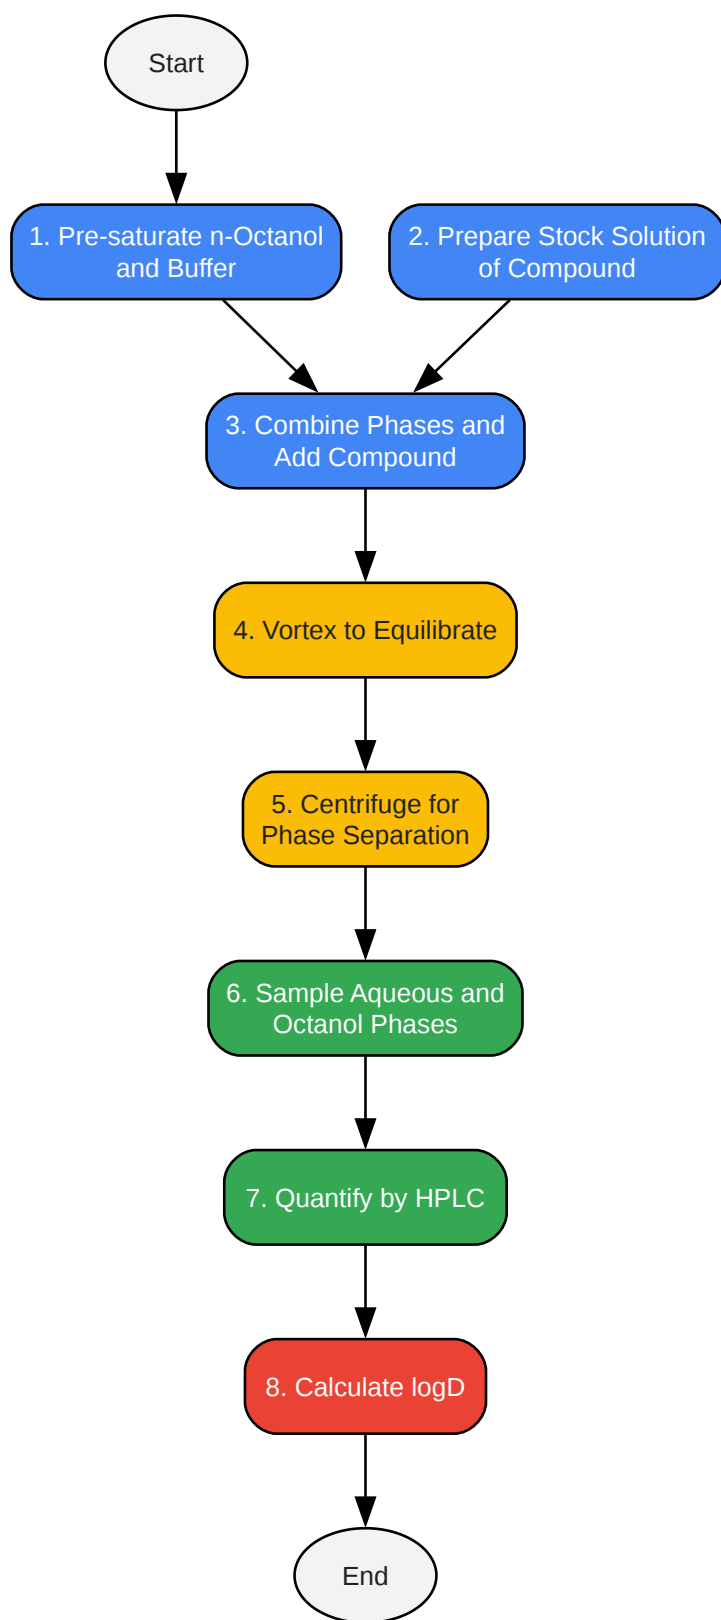 Start
1. Pre-saturate n-Octanol
and Buffer
2. Prepare Stock Solution
of Compound
3. Combine Phases and
Add Compound
4. Vortex to Equilibrate
5. Centrifuge for
Phase Separation
6. Sample Aqueous and
Octanol Phases
7. Quantify by HPLC
8. Calculate logD
End